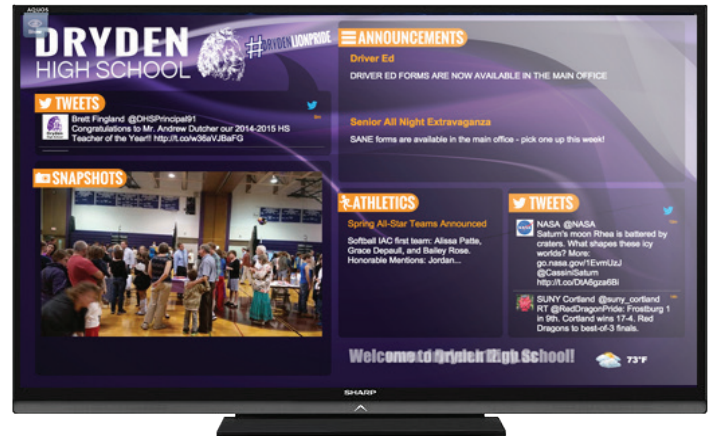 AQUOS
DRYDEN
HIGH SCHOOL
#DRYDENLIONPRIDE
TWEETS
Brett Fingland @DHSPrincipal91
Congratulations to Mr. Andrew Dutcher our 2014-2015 HS
Teacher of the Year!! http://t.co/w36aVJBaFG
SNAPSHOTS
ANNOUNCEMENTS
Driver Ed
DRIVER ED FORMS ARE NOW AVAILABLE IN THE MAIN OFFICE
Senior All Night Extravaganza
SANE forms are available in the main office - pick one up this week!
ATHLETICS
Spring All-Star Teams Announced
Softball IAC first team: Alissa Patte,
Grace Depaull, and Bailey Rose.
Honorable Mentions: Jordan...
TWEETS
NASA @NASA
Saturn's moon Rhea is battered by
craters. What shapes these icy
worlds? More:
go.nasa.gov/1EvmUzJ
@CassiniSaturn
http://t.co/DtA6gza6Bi
SUNY Cortland @suny_cortland
RT @RedDragonPride: Frostburg 1
in 9th. Cortland wins 17-4. Red
Dragons to best-of-3 finals.
Welcome to Dryden High School!
73°F
SHARP